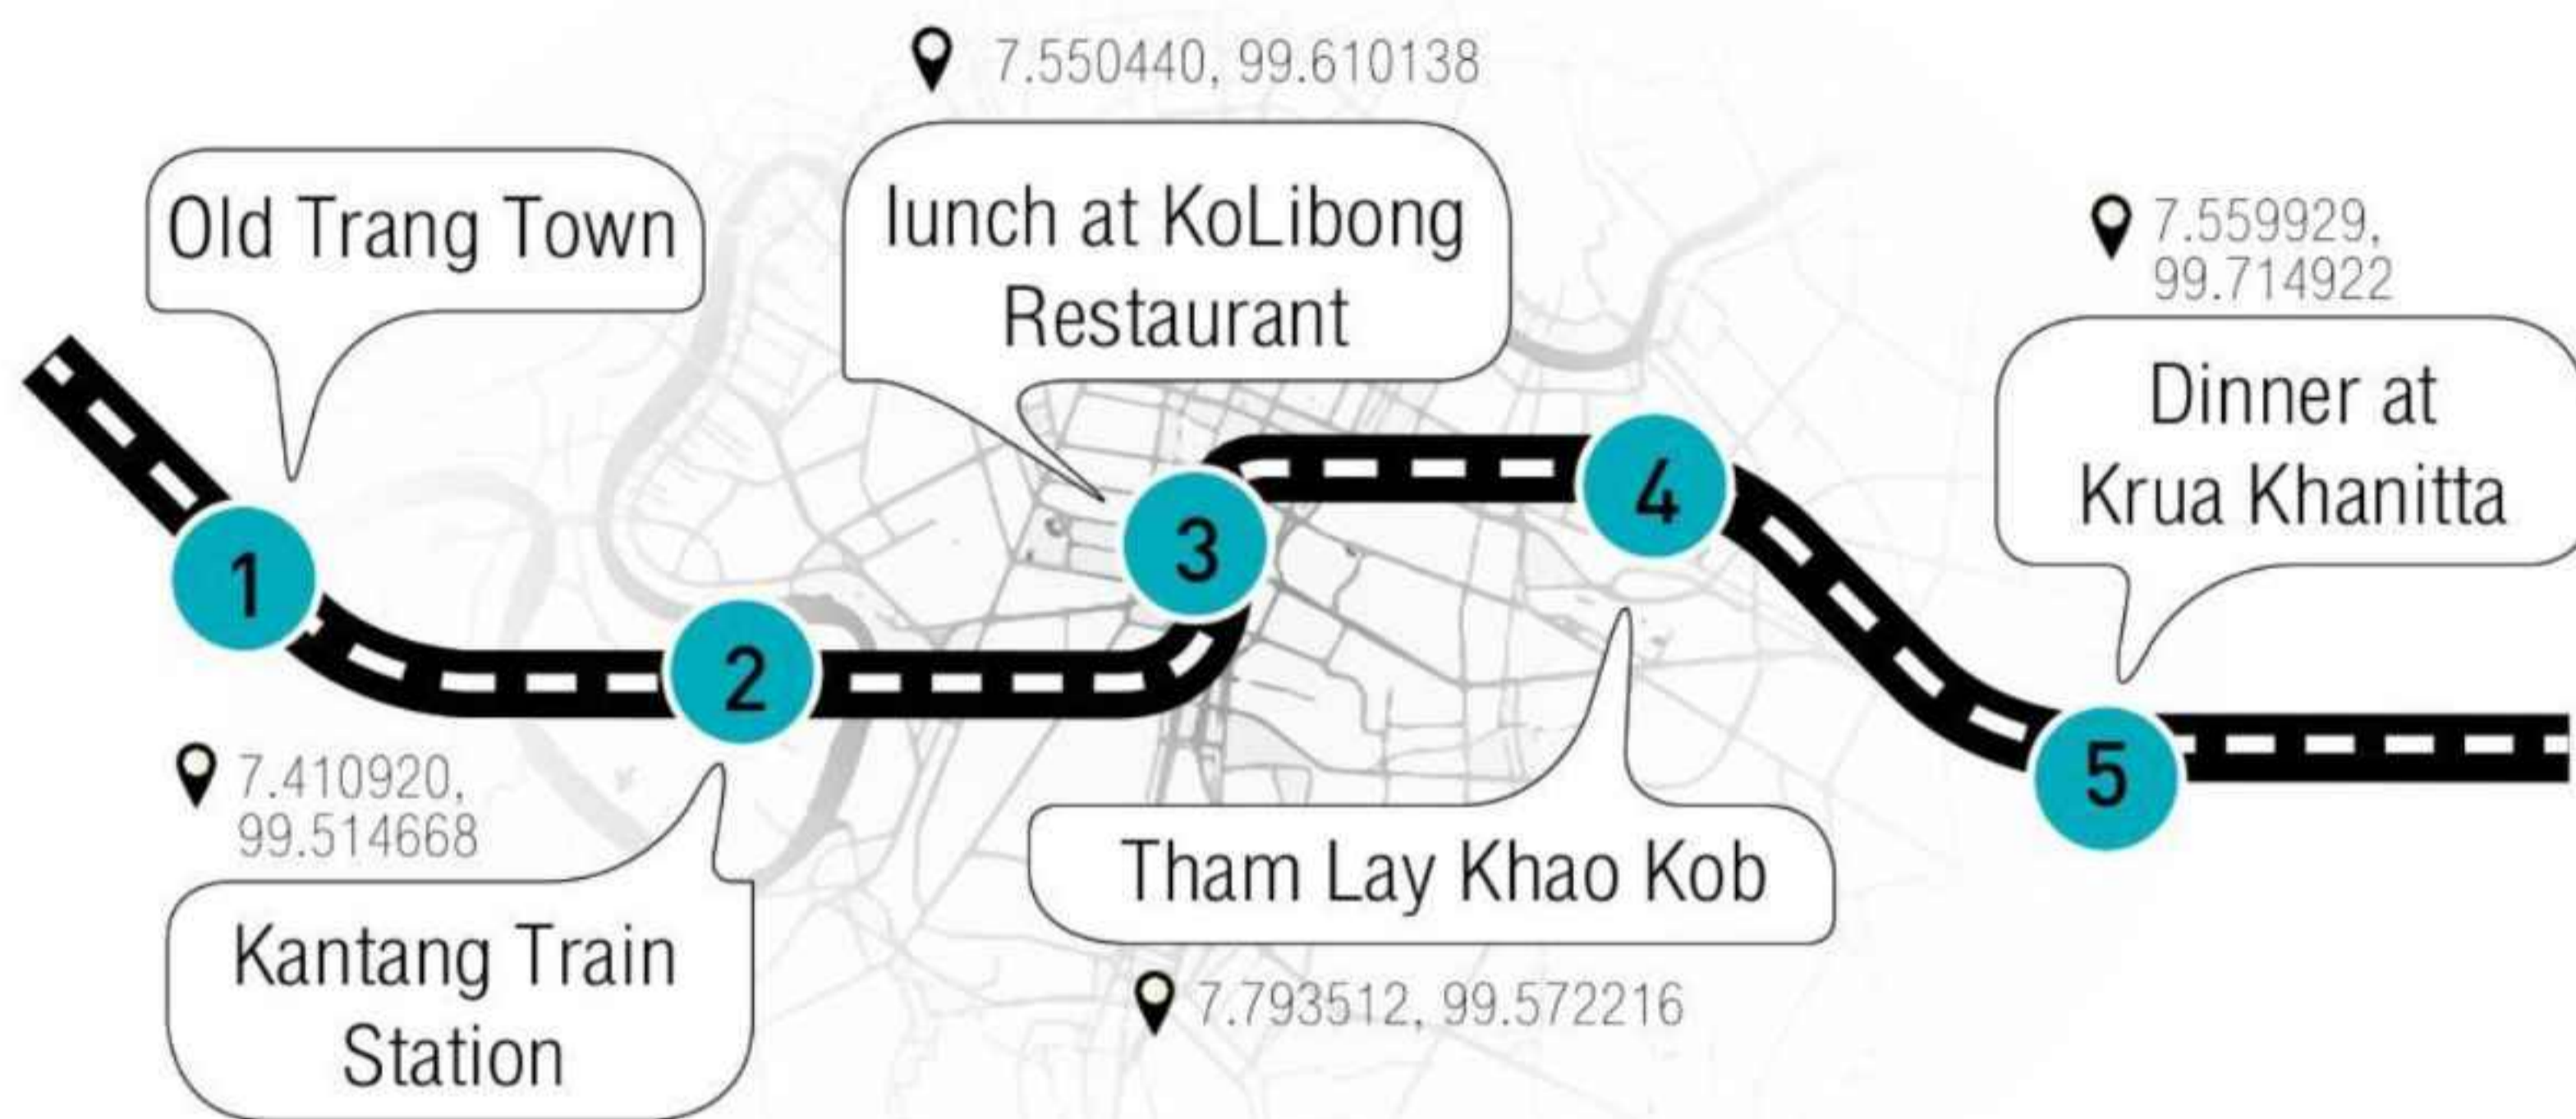 Old Trang Town
1
7.410920,
99.514668
Kantang Train
Station
2
7.550440, 99.610138
lunch at KoLibong
Restaurant
3
4
Tham Lay Khao Kob
7.793512, 99.572216
7.559929,
99.714922
Dinner at
Krua Khanitta
5